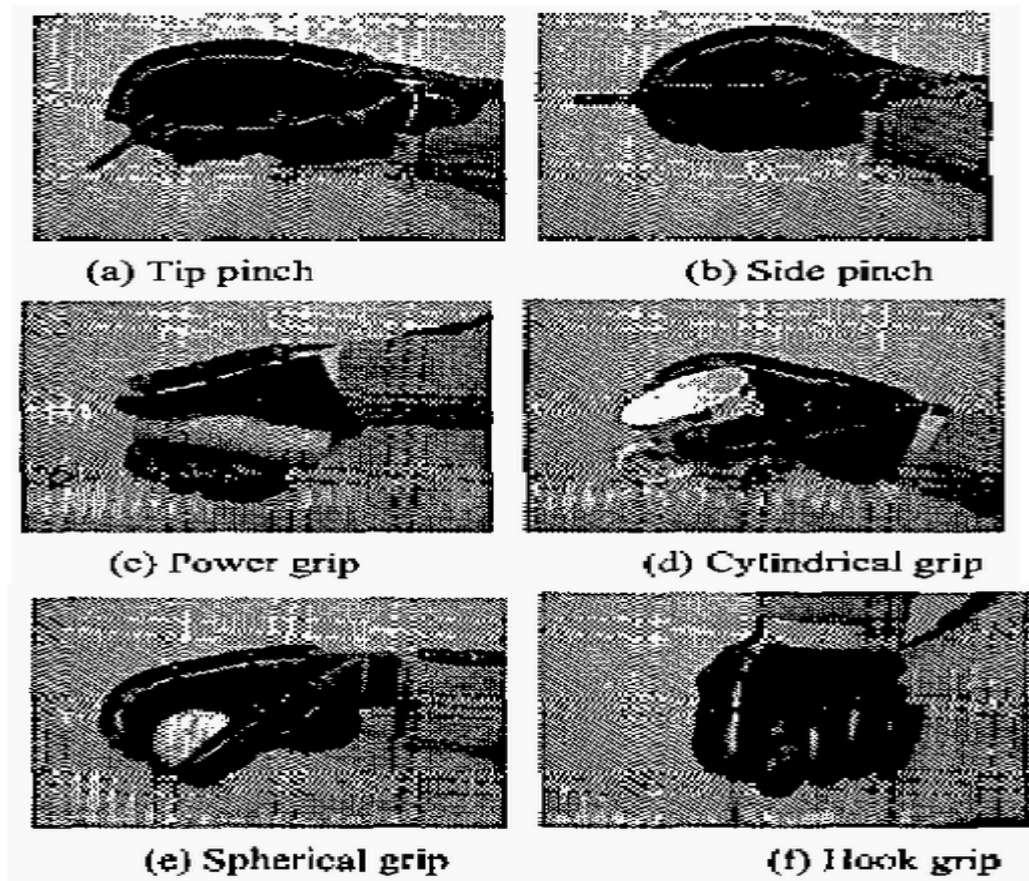 (a) Tip pinch
(b) Side pinch
(c) Power grip
(d) Cylindrical grip
(e) Spherical grip
(f) Hook grip